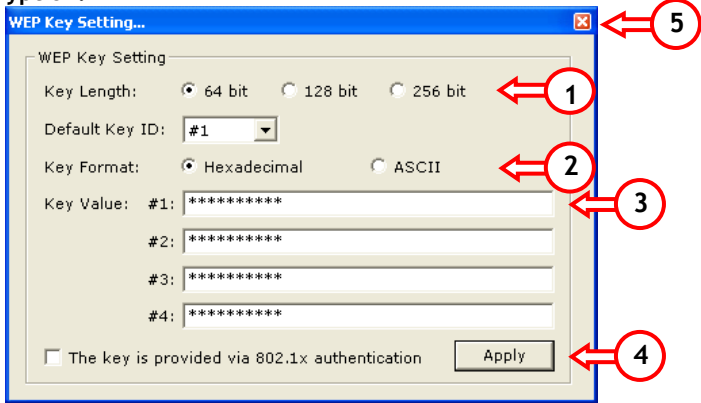 WEP Key Setting... 5
WEP Key Setting
Key Length: 64 bit 128 bit 256 bit 1
Default Key ID: #1
Key Format: Hexadecimal ASCII 2
Key Value: #1: ********** 3
#2: **********
#3: **********
#4: **********
The key is provided via 802.1x authentication Apply 4